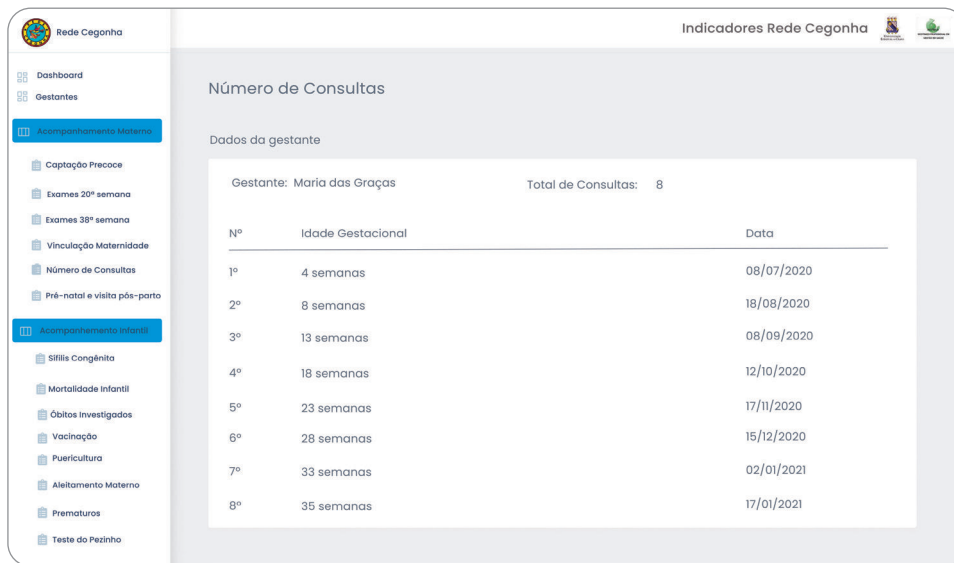 Rede Cegonha
Indicadores Rede Cegonha
Dashboard
Gestantes
Acompanhamento Materno
Captação Precoce
Exames 20ª semana
Exames 38ª semana
Vinculação Maternidade
Número de Consultas
Pré-natal e visita pós-parto
Acompanhemento Infantil
Sífilis Congênita
Mortalidade Infantil
Óbitos Investigados
Vacinação
Puericultura
Aleitamento Materno
Prematuros
Teste do Pezinho
Número de Consultas
Dados da gestante
Gestante: Maria das Graças Total de Consultas: 8
Nº Idade Gestacional Data
1º 4 semanas 08/07/2020
2º 8 semanas 18/08/2020
3º 13 semanas 08/09/2020
4º 18 semanas 12/10/2020
5º 23 semanas 17/11/2020
6º 28 semanas 15/12/2020
7º 33 semanas 02/01/2021
8º 35 semanas 17/01/2021